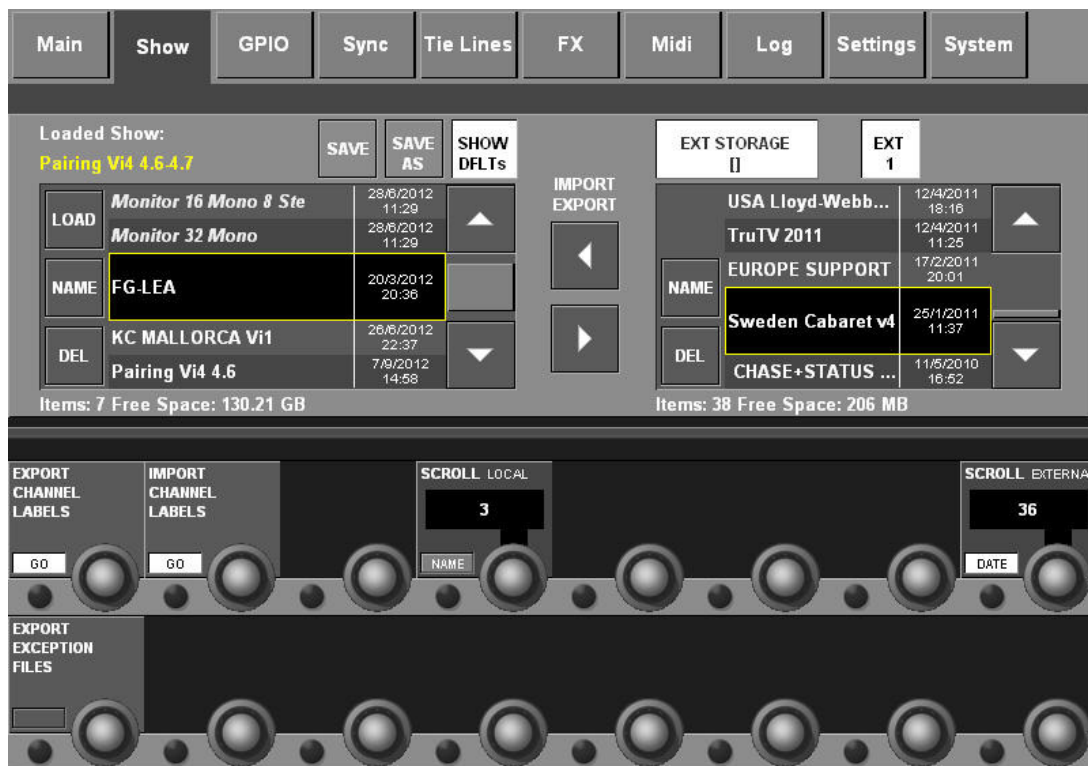 Main Show GPIO Sync Tie Lines FX Midi Log Settings System
Loaded Show:
Pairing Vi4 4.6-4.7
SAVE
SAVE
AS
SHOW
DFLTs
LOAD
NAME
DEL
Monitor 16 Mono 8 Ste 28/6/2012
11:29
Monitor 32 Mono 28/6/2012
11:29
FG-LEA 20/3/2012
20:36
KC MALLORCA Vi1 26/6/2012
22:37
Pairing Vi4 4.6 7/9/2012
14:58
Items: 7 Free Space: 130.21 GB
IMPORT
EXPORT
EXT STORAGE
[]
EXT
1
NAME
DEL
USA Lloyd-Webb... 12/4/2011
18:16
TruTV 2011 12/4/2011
11:25
EUROPE SUPPORT 17/2/2011
20:01
Sweden Cabaret v4 25/1/2011
11:37
CHASE+STATUS ... 11/5/2010
16:52
Items: 38 Free Space: 206 MB
EXPORT
CHANNEL
LABELS
GO
IMPORT
CHANNEL
LABELS
GO
SCROLL LOCAL
3
NAME
SCROLL EXTERNA
36
DATE
EXPORT
EXCEPTION
FILES